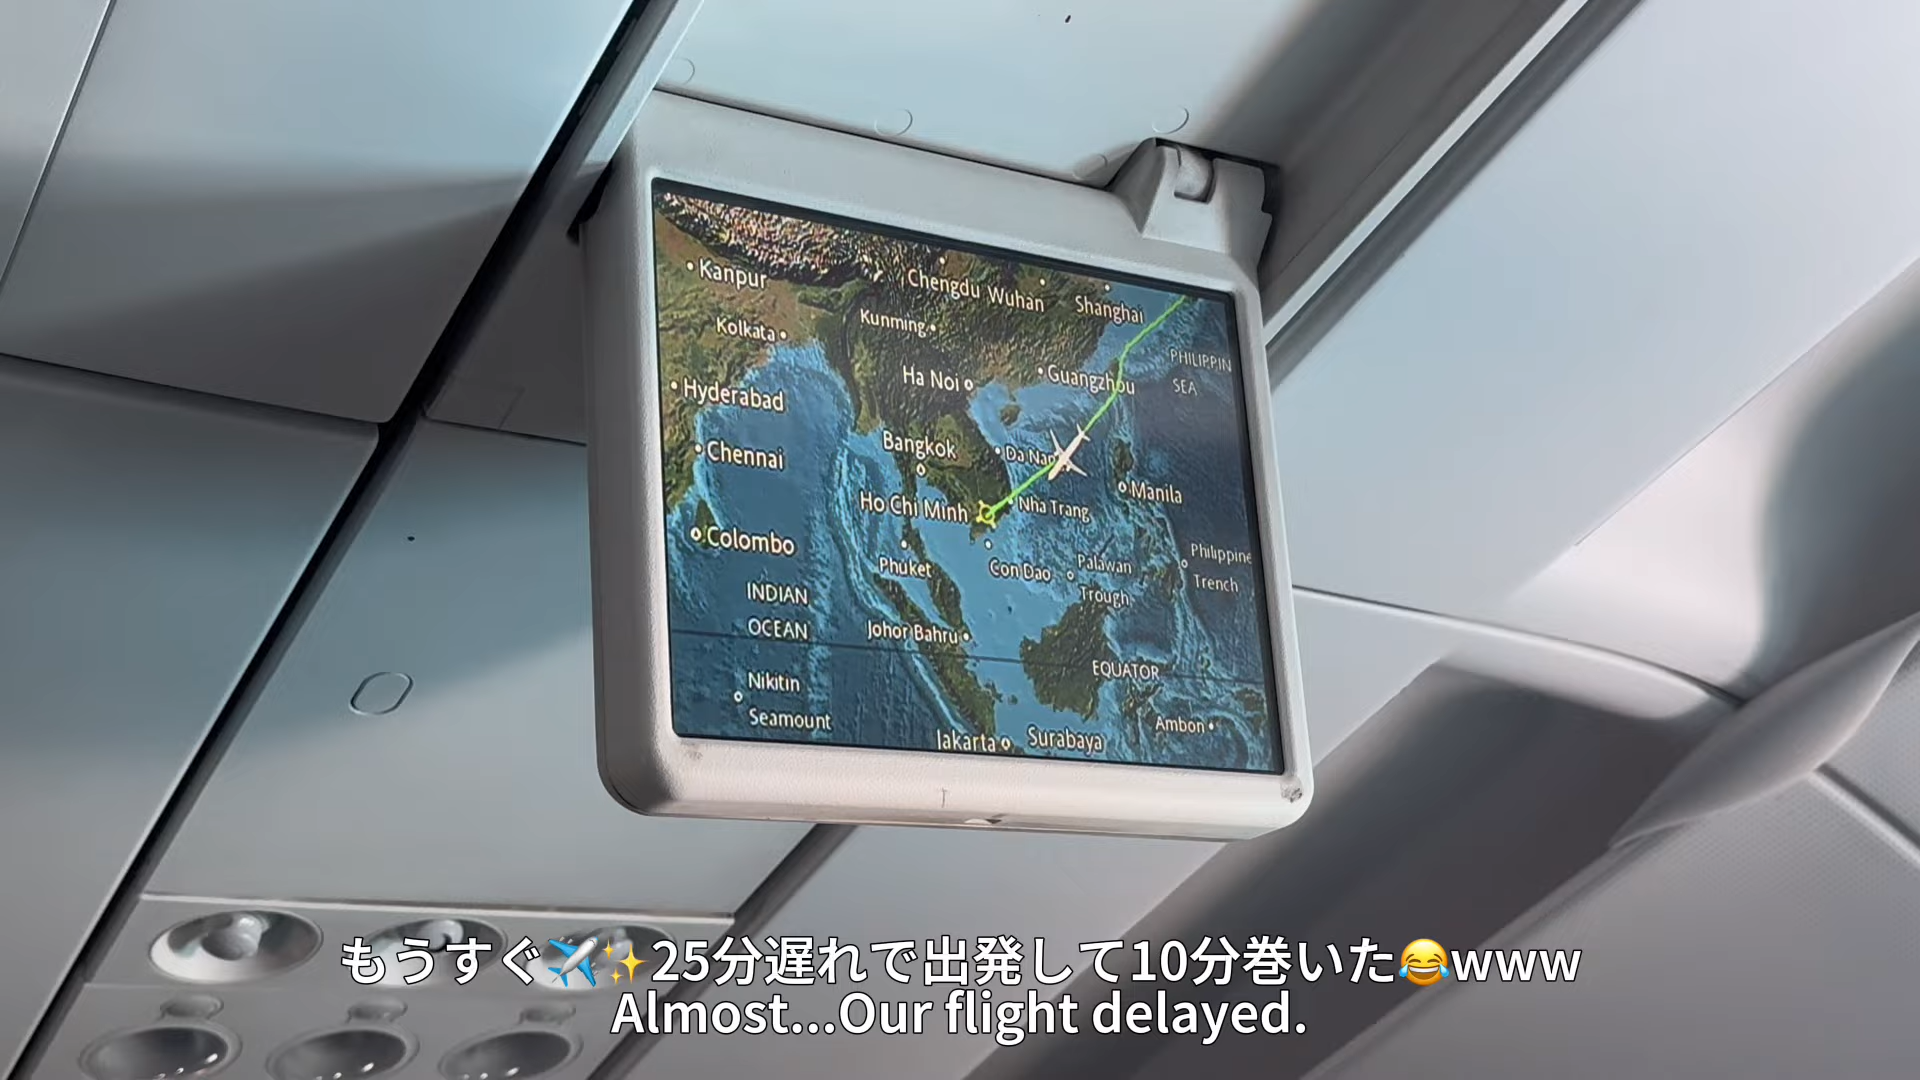 Kanpur
Chengdu
Wuhan
Shanghai
Kolkata
Kunming
PHILIPPIN
SEA
Hyderabad
Ha Noi
Guangzhou
Chennai
Bangkok
Da Nan
Manila
Ho Chi Minh
Nha Trang
Colombo
Phuket
Con Dao
Palawan
Trough
Philippine
Trench
INDIAN
OCEAN
Johor Bahru
EQUATOR
Nikitin
Seamount
Jakarta
Surabaya
Ambon
もうすぐ✈️✨25分遅れで出発して10分巻いた😂www
Almost...Our flight delayed.